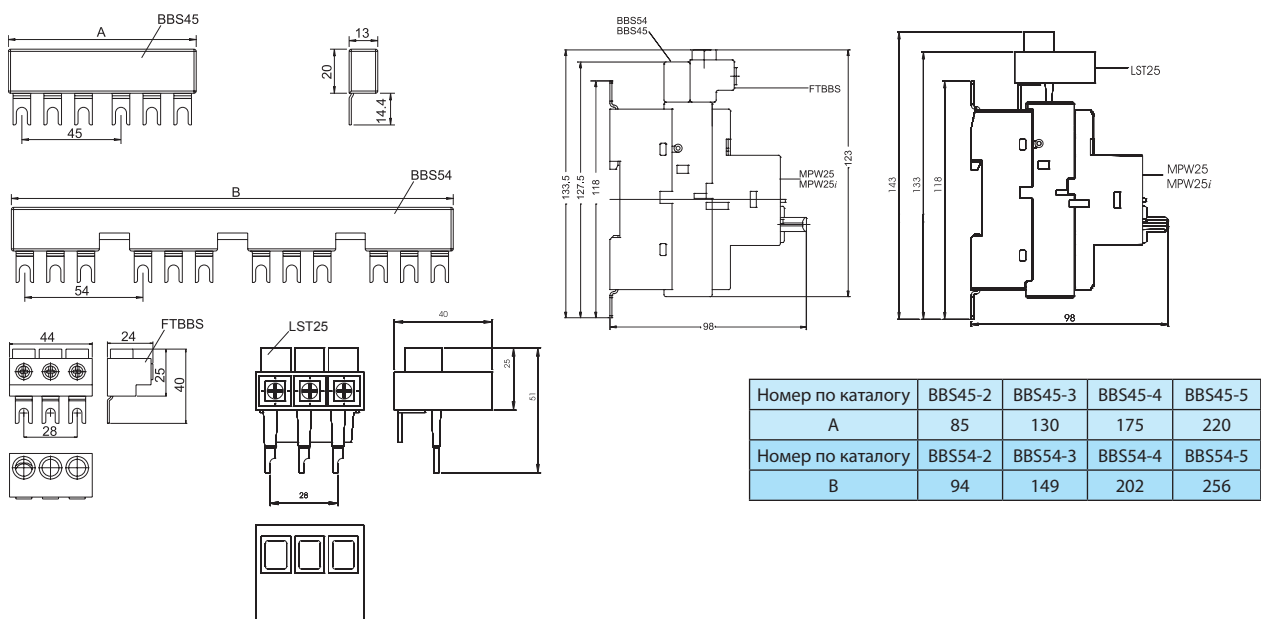 BBS45
A
13
20
14.4
45
BBS54
B
54
FTBBS
44
24
25
40
28
LST25
40
25
51
28
BBS54
BBS45
FTBBS
MPW25
MPW25i
133,5
127.5
118
123
98
LST25
MPW25
MPW25i
143
133
118
98
Номер по каталогу BBS45-2 BBS45-3 BBS45-4 BBS45-5
A 85 130 175 220
Номер по каталогу BBS54-2 BBS54-3 BBS54-4 BBS54-5
B 94 149 202 256